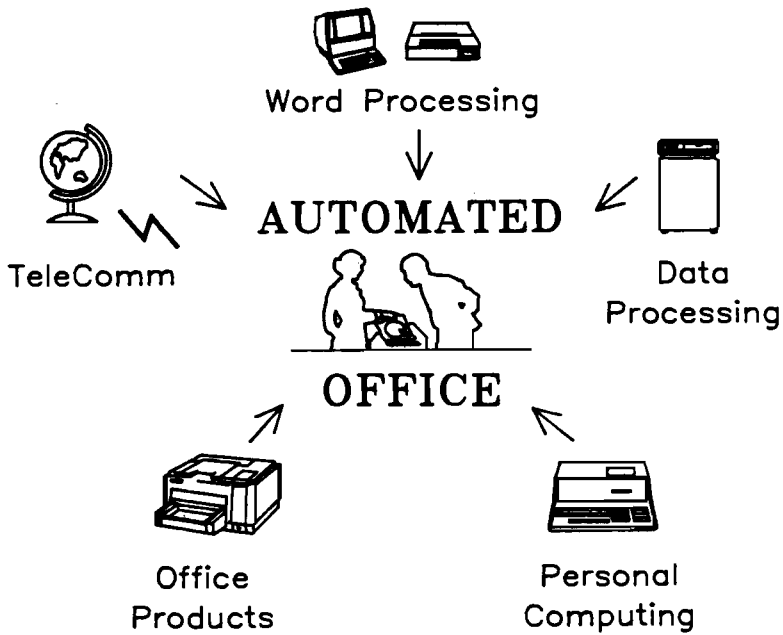 Word Processing
AUTOMATED
TeleComm
Data
Processing
OFFICE
Office
Products
Personal
Computing